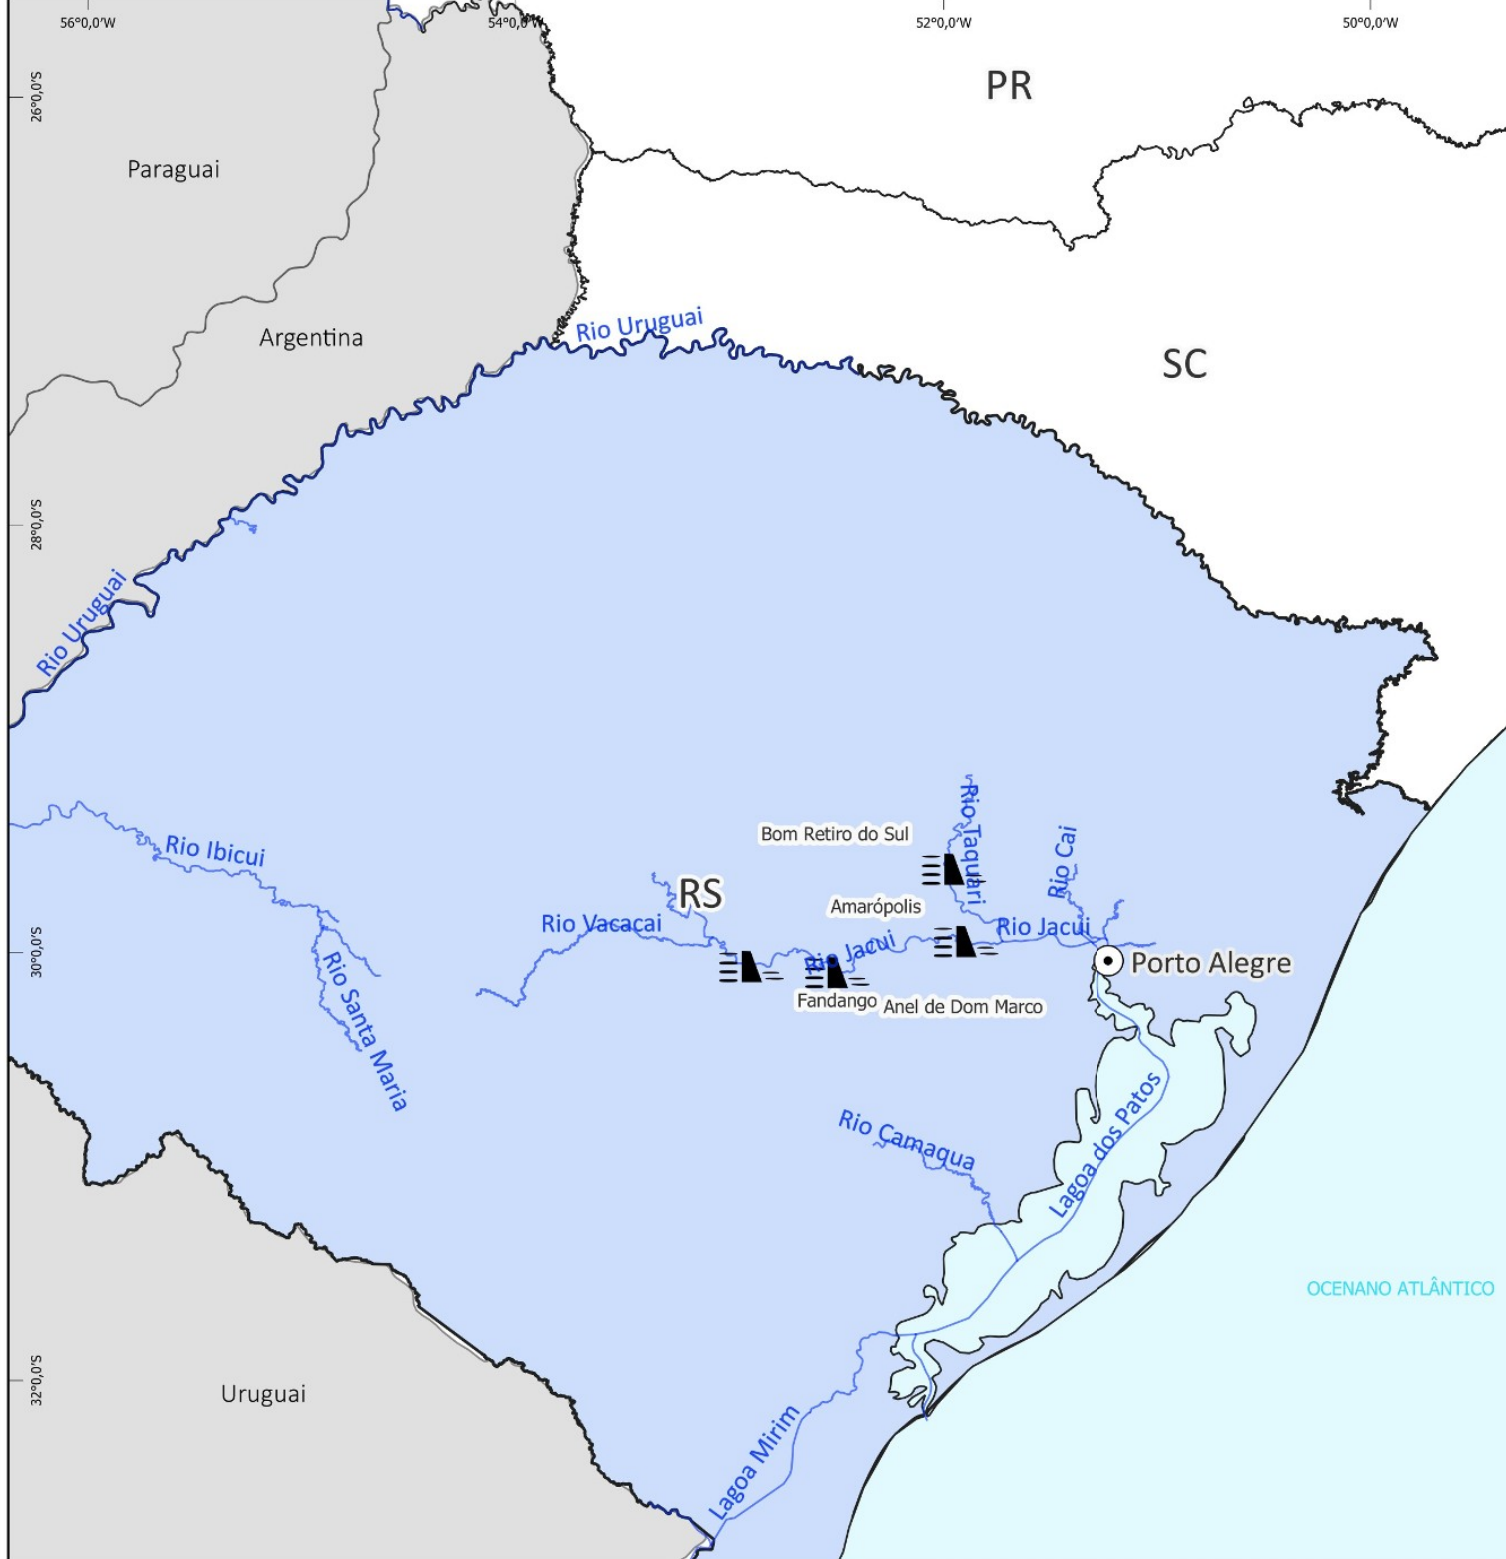 56°0,0'W
54°0,0'W
52°0,0'W
50°0,0'W
26°0,0'S
PR
Paraguai
Argentina
Rio Uruguai
SC
28°0,0'S
Rio Uruguai
Rio Taquari
Bom Retiro do Sul
Rio Cai
Rio Ibicui
RS
Amarópolis
Rio Vacacai
Rio Jacui
Rio Jacui
30°0,0'S
Porto Alegre
Rio Santa Maria
Fandango
Anel de Dom Marco
Lagoa dos Patos
Rio Camaqua
OCENANO ATLÂNTICO
32°0,0'S
Uruguai
Lagoa Mirim